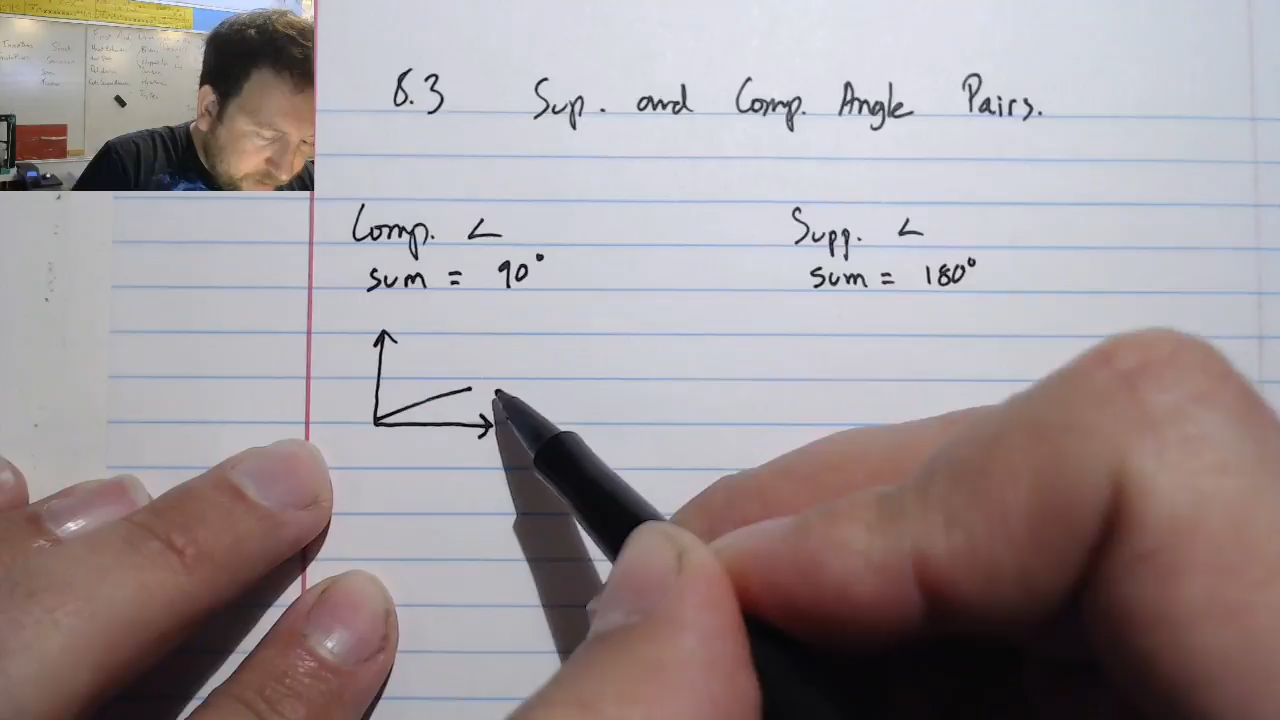 8.3 Sup. and Comp. Angle Pairs.
Comp. ∠
sum = 90°
Supp. ∠
sum = 180°